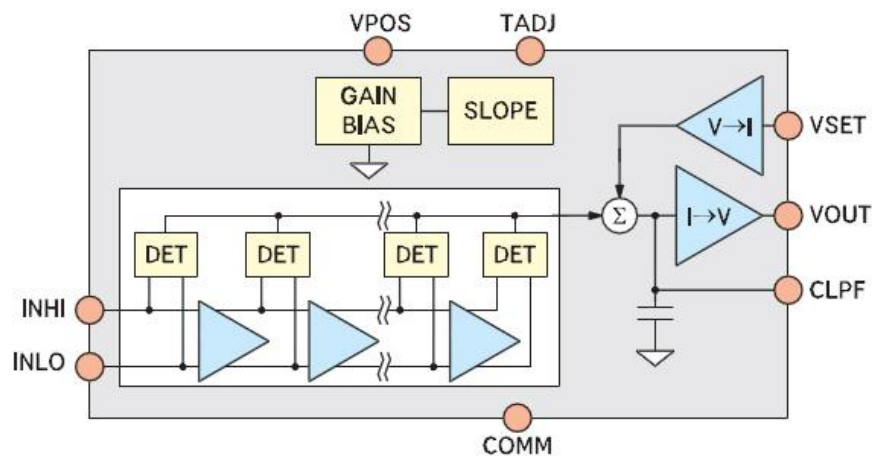 VPOS TADJ
GAIN
BIAS
SLOPE
V→I
VSET
Σ
I→V
VOUT
DET
DET
DET
DET
CLPF
INHI
INLO
COMM